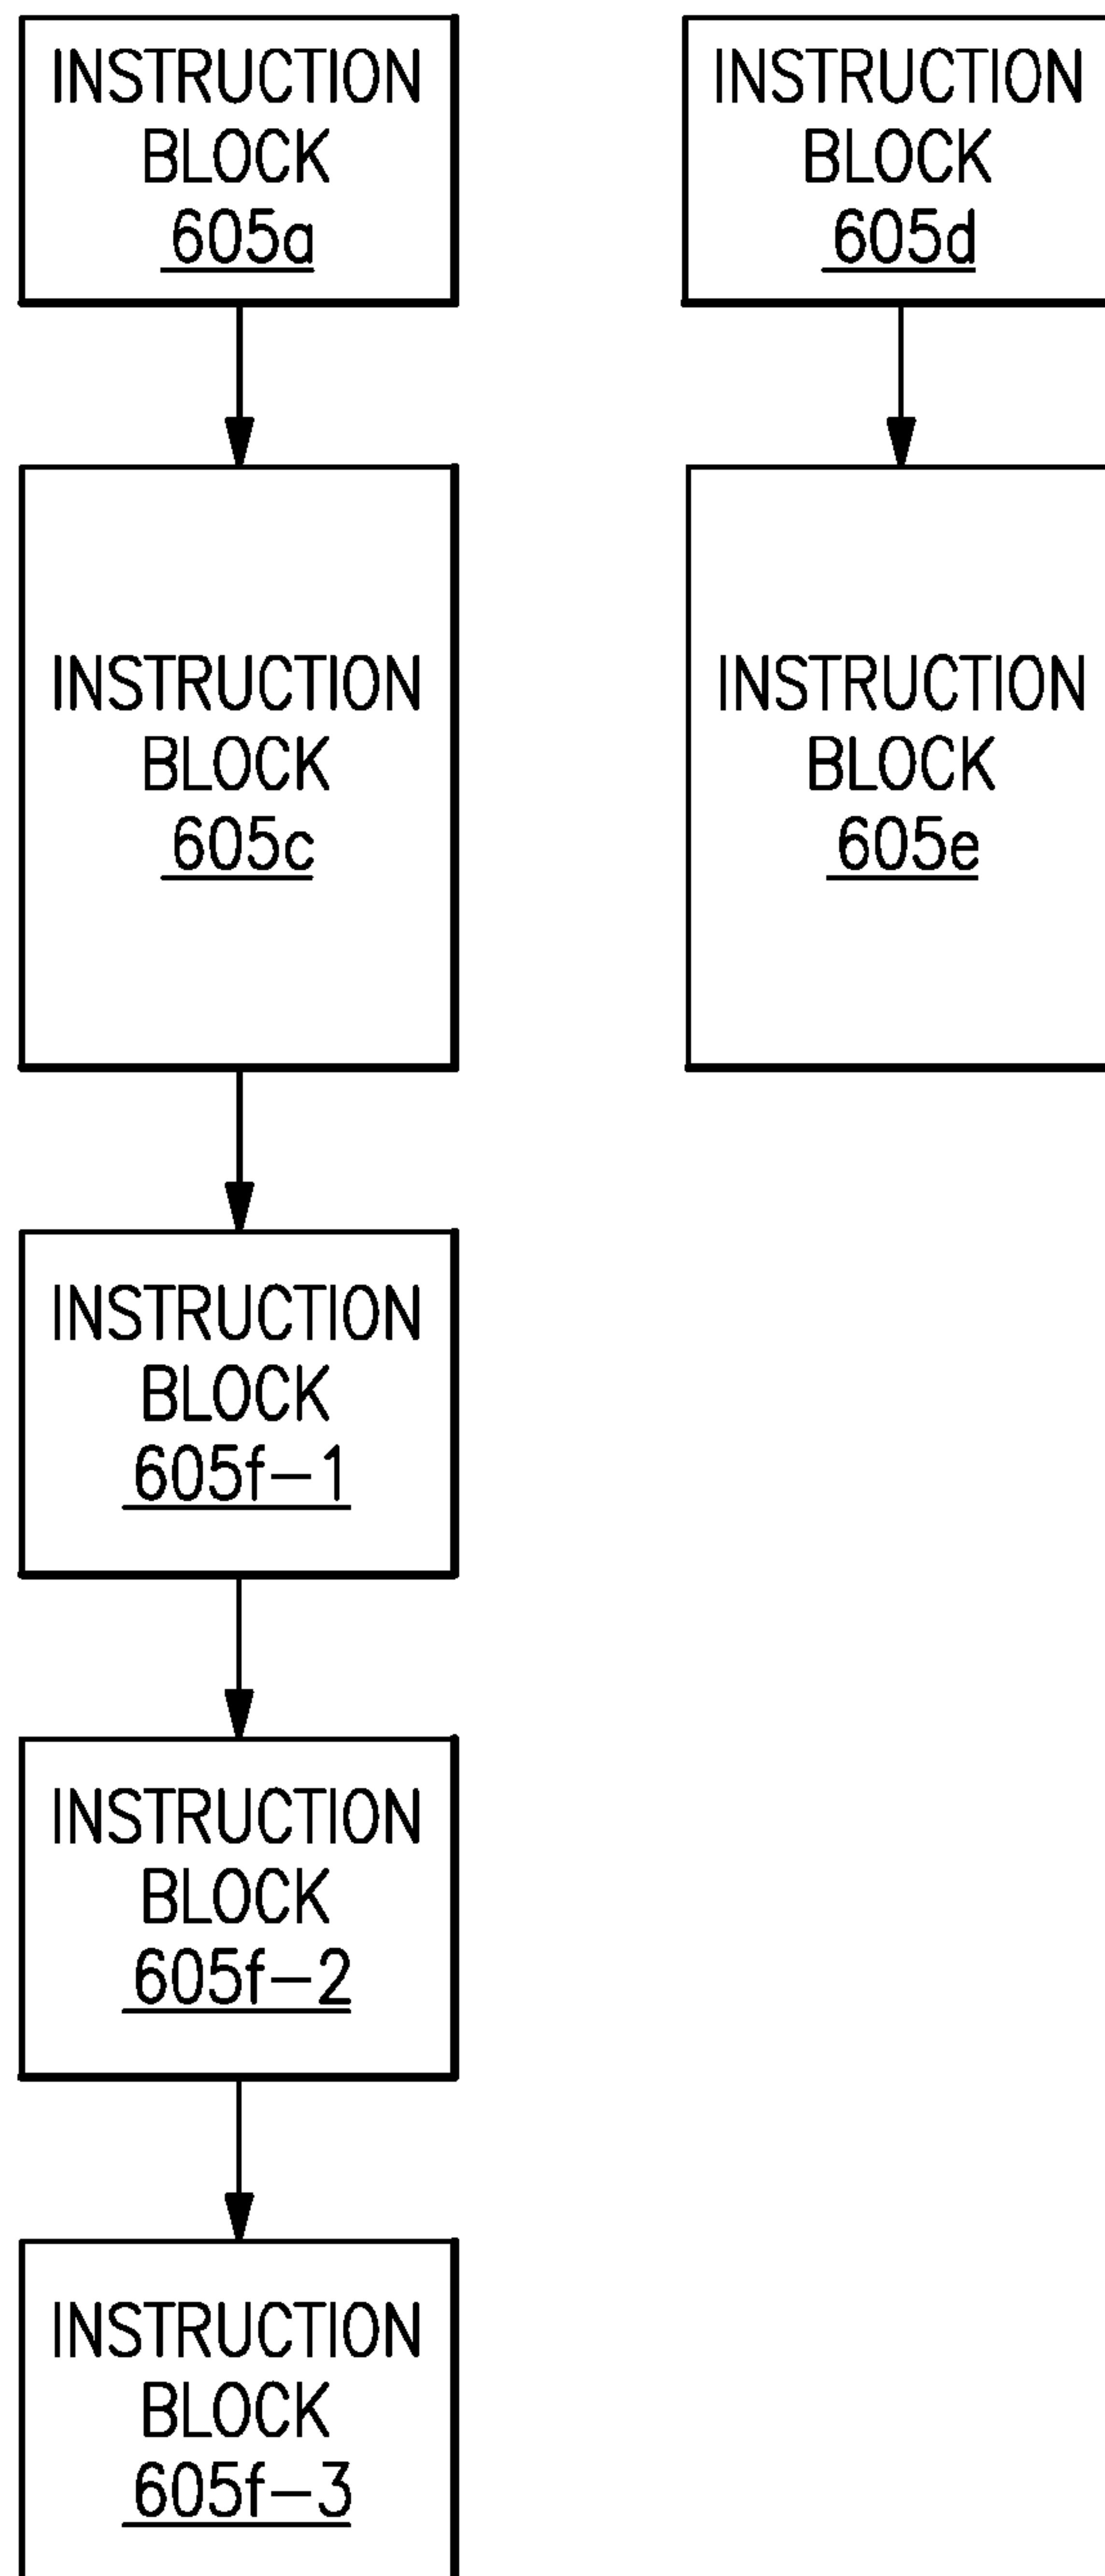 INSTRUCTION
BLOCK
605a
INSTRUCTION
BLOCK
605c
INSTRUCTION
BLOCK
605f-1
INSTRUCTION
BLOCK
605f-2
INSTRUCTION
BLOCK
605f-3
INSTRUCTION
BLOCK
605d
INSTRUCTION
BLOCK
605e